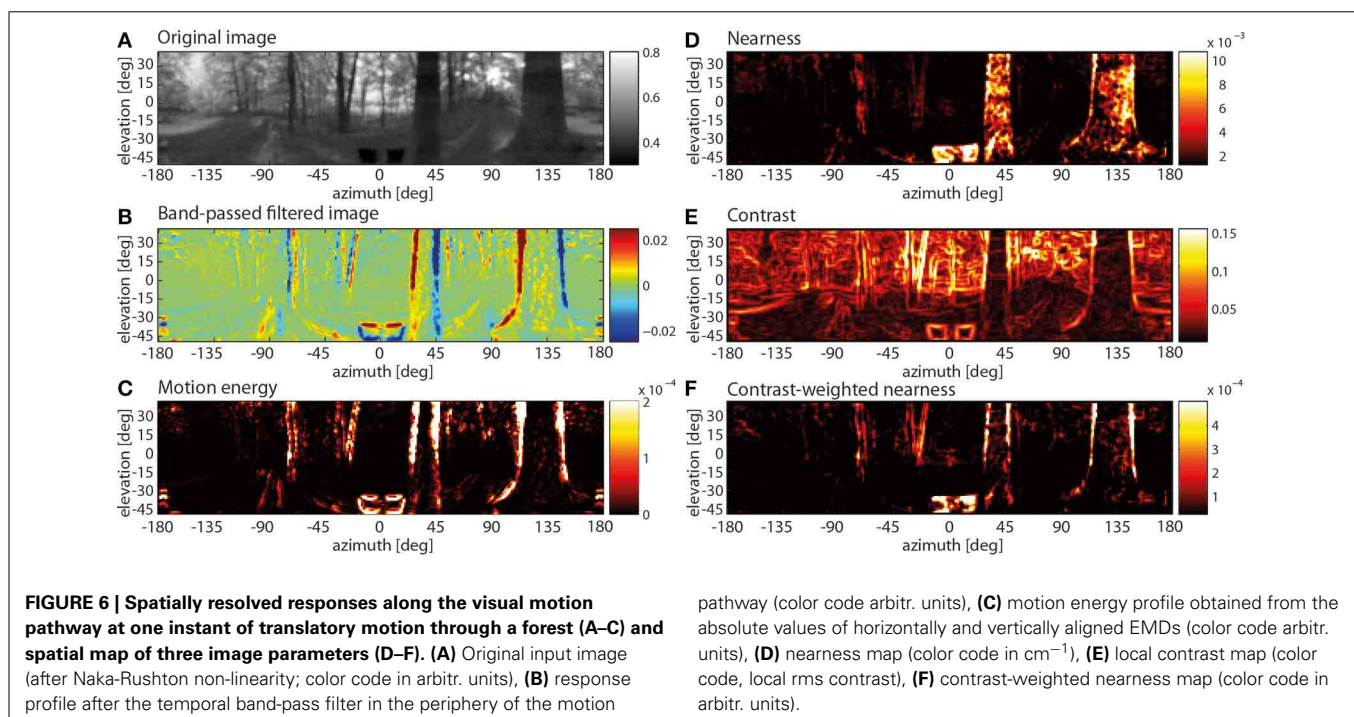 A Original image
elevation [deg]
30
15
0
-15
-30
-45
-180 -135 -90 -45 0 45 90 135 180
azimuth [deg]
0.8
0.6
0.4
B Band-passed filtered image
elevation [deg]
30
15
0
-15
-30
-45
-180 -135 -90 -45 0 45 90 135 180
azimuth [deg]
0.02
0.01
0
−0.01
−0.02
C Motion energy
elevation [deg]
30
15
0
-15
-30
-45
-180 -135 -90 -45 0 45 90 135 180
azimuth [deg]
x 10⁻⁴
2
1
0
D Nearness
elevation [deg]
30
15
0
-15
-30
-45
-180 -135 -90 -45 0 45 90 135 180
azimuth [deg]
x 10⁻³
10
8
6
4
2
E Contrast
elevation [deg]
30
15
0
-15
-30
-45
-180 -135 -90 -45 0 45 90 135 180
azimuth [deg]
0.15
0.1
0.05
F Contrast-weighted nearness
elevation [deg]
30
15
0
-15
-30
-45
-180 -135 -90 -45 0 45 90 135 180
azimuth [deg]
x 10⁻⁴
4
3
2
1
FIGURE 6 | Spatially resolved responses along the visual motion
pathway at one instant of translatory motion through a forest (A–C) and
spatial map of three image parameters (D–F). (A) Original input image
(after Naka-Rushton non-linearity; color code in arbitr. units), (B) response
profile after the temporal band-pass filter in the periphery of the motion
pathway (color code arbitr. units), (C) motion energy profile obtained from the
absolute values of horizontally and vertically aligned EMDs (color code arbitr.
units), (D) nearness map (color code in cm⁻¹), (E) local contrast map (color
code, local rms contrast), (F) contrast-weighted nearness map (color code in
arbitr. units).